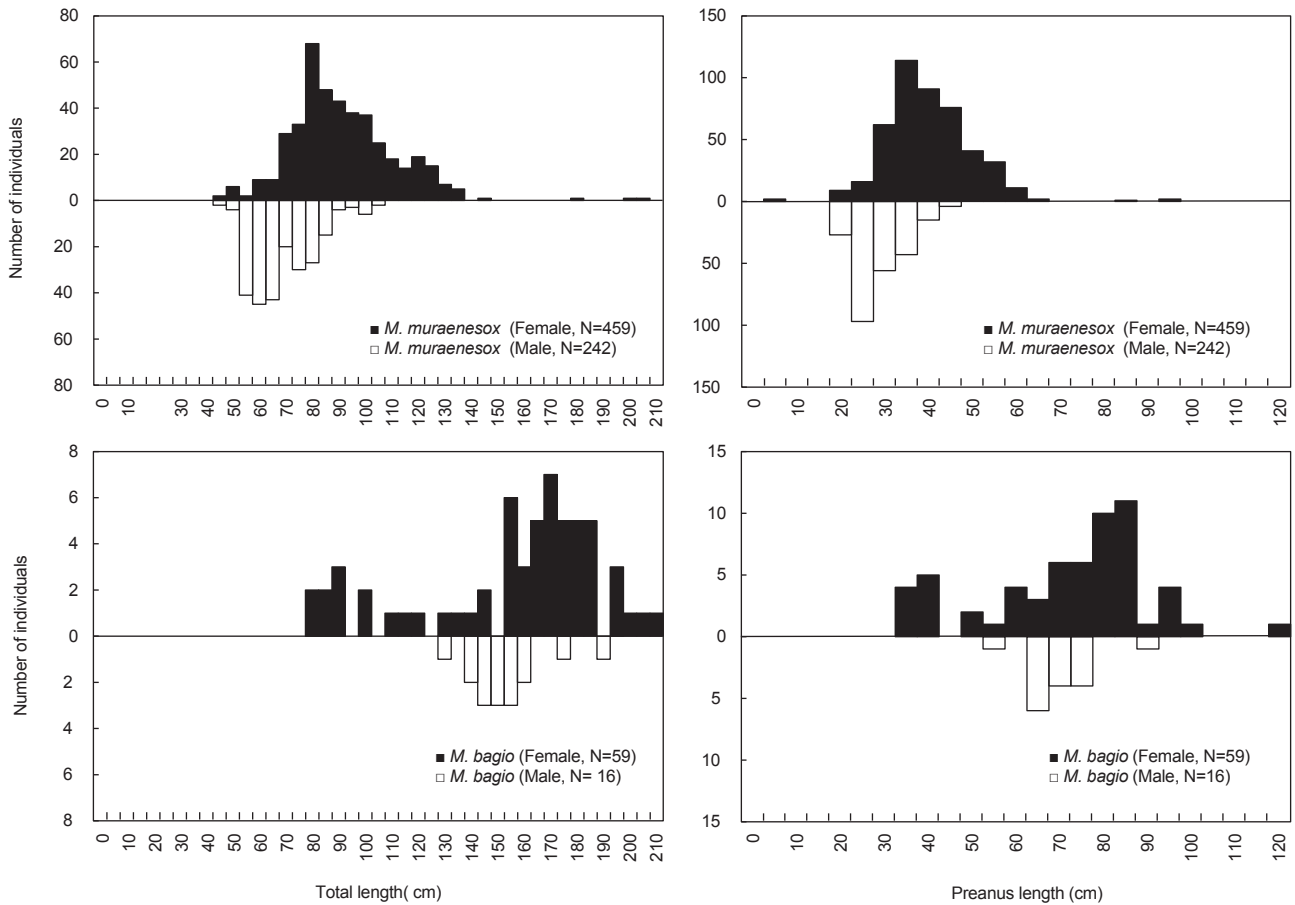 80
60
40
20
0
20
40
60
80
Number of individuals
■ M. muraenesox (Female, N=459)
□ M. muraenesox (Male, N=242)
0 10 30 40 50 60 70 80 90 100 110 120 130 140 150 160 170 180 190 200 210
150
100
50
0
50
100
150
■ M. muraenesox (Female, N=459)
□ M. muraenesox (Male, N=242)
0 10 20 30 40 50 60 70 80 90 100 110 120
8
6
4
2
0
2
4
6
8
Number of individuals
■ M. bagio (Female, N=59)
□ M. bagio (Male, N= 16)
0 10 30 40 50 60 70 80 90 100 110 120 130 140 150 160 170 180 190 200 210
Total length( cm)
15
10
5
0
5
10
15
■ M. bagio (Female, N=59)
□ M. bagio (Male, N=16)
0 10 20 30 40 50 60 70 80 90 100 110 120
Preanus length (cm)